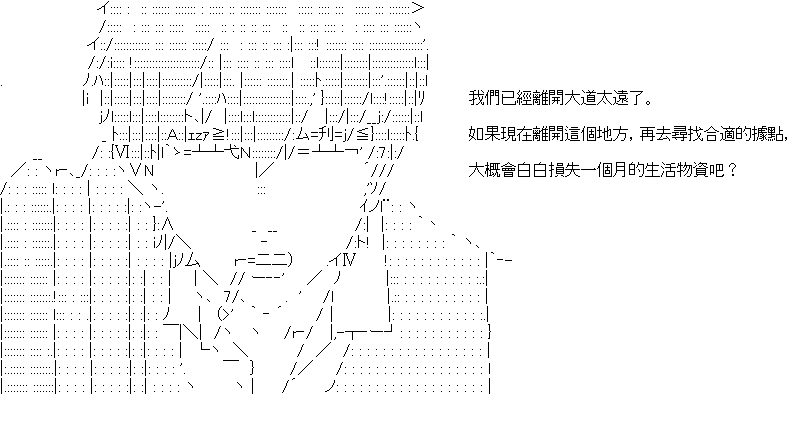 我們已經離開大道太遠了。
如果現在離開這個地方，再去尋找合適的據點，
大概會白白損失一個月的生活物資吧？